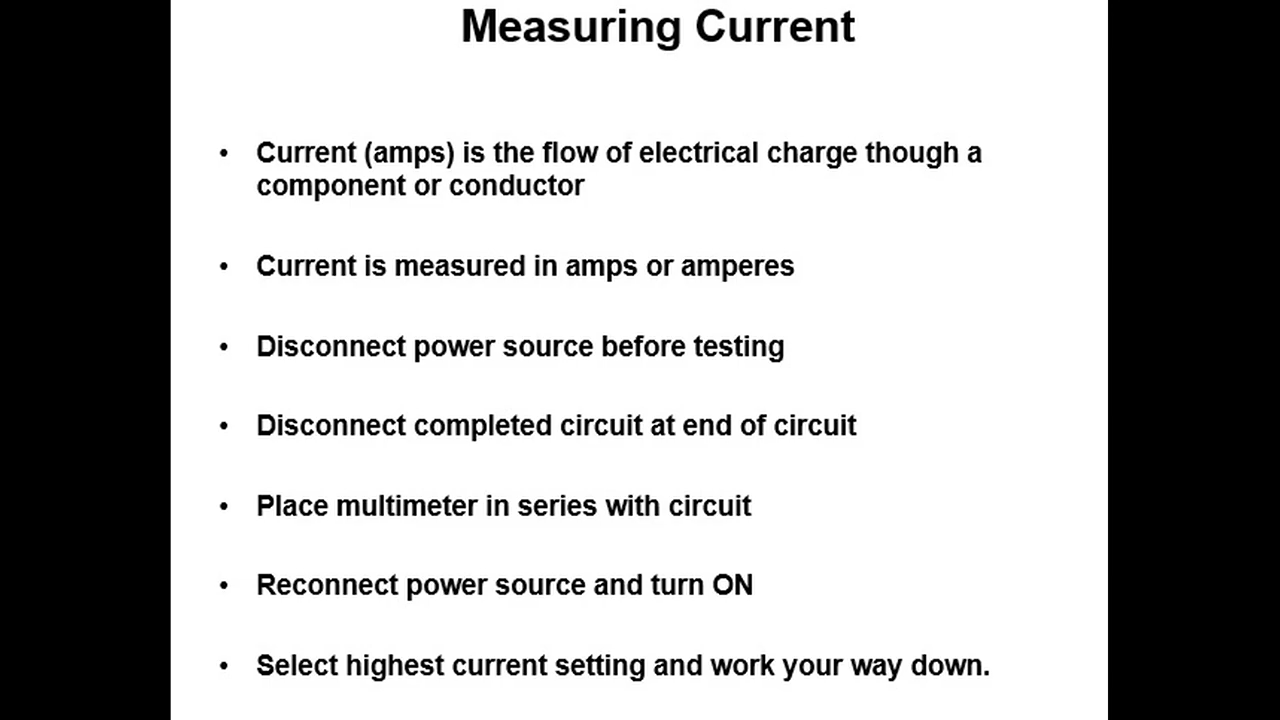 Measuring Current
• Current (amps) is the flow of electrical charge though a
component or conductor
• Current is measured in amps or amperes
• Disconnect power source before testing
• Disconnect completed circuit at end of circuit
• Place multimeter in series with circuit
• Reconnect power source and turn ON
• Select highest current setting and work your way down.